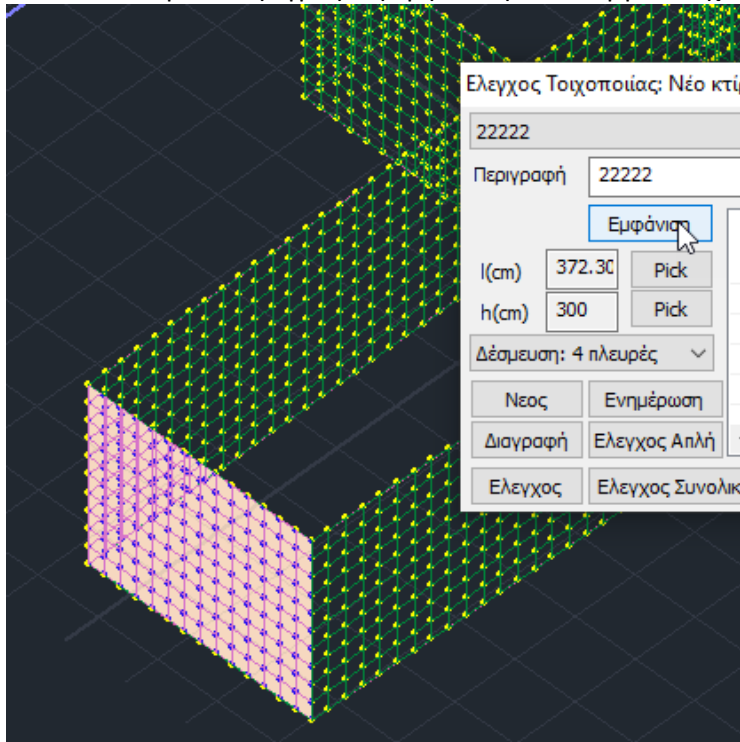 Ελεγχος Τοιχοποιίας: Νέο κτίρ
22222
Περιγραφή 22222
Εμφάνιση
l(cm) 372.30 Pick
h(cm) 300 Pick
Δέσμευση: 4 πλευρές
Νεος Ενημέρωση
Διαγραφή Ελεγχος Απλή
Ελεγχος Ελεγχος Συνολικ